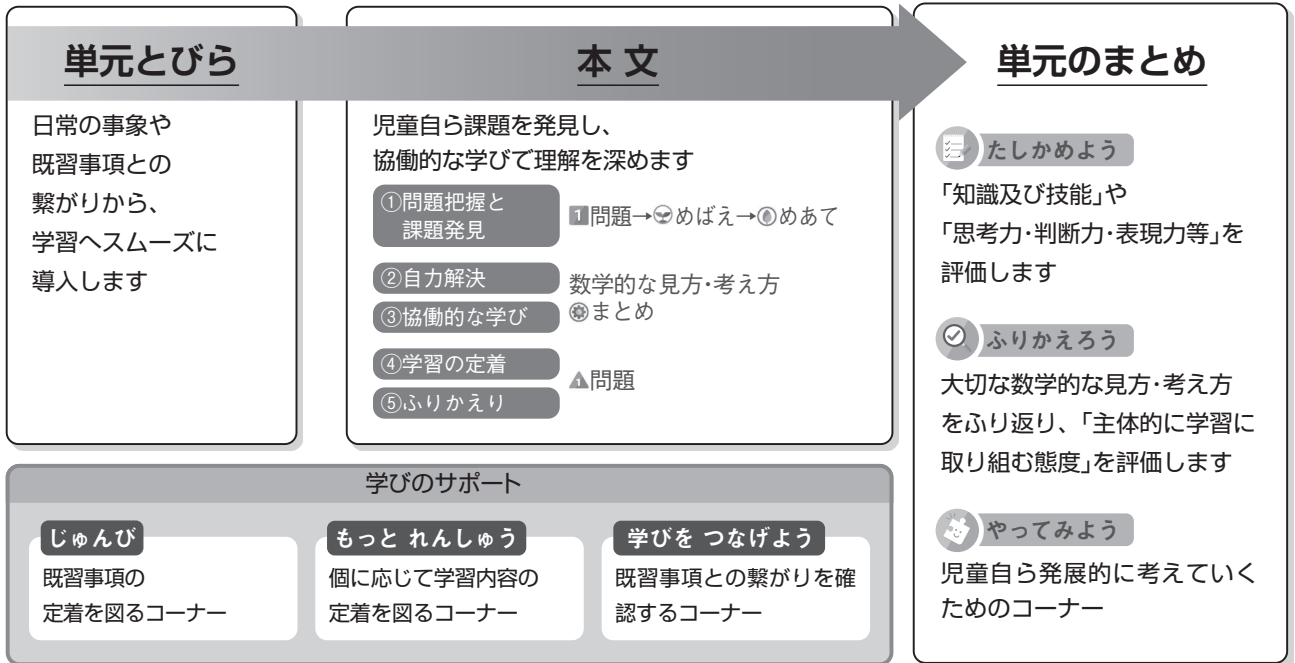 単元とびら
日常の事象や
既習事項との
繋がりから、
学習へスムーズに
導入します
本 文
児童自ら課題を発見し、
協働的な学びで理解を深めます
①問題把握と
課題発見
1問題→めばえ→めあて
②自力解決
③協働的な学び
数学的な見方・考え方
まとめ
④学習の定着
⑤ふりかえり
1問題
単元のまとめ
たしかめよう
「知識及び技能」や
「思考力・判断力・表現力等」を
評価します
ふりかえろう
大切な数学的な見方・考え方
をふり返り、「主体的に学習に
取り組む態度」を評価します
やってみよう
児童自ら発展的に考えていく
ためのコーナー
学びのサポート
じゅんび
既習事項の
定着を図るコーナー
もっと れんしゅう
個に応じて学習内容の
定着を図るコーナー
学びを つなげよう
既習事項との繋がりを確
認するコーナー